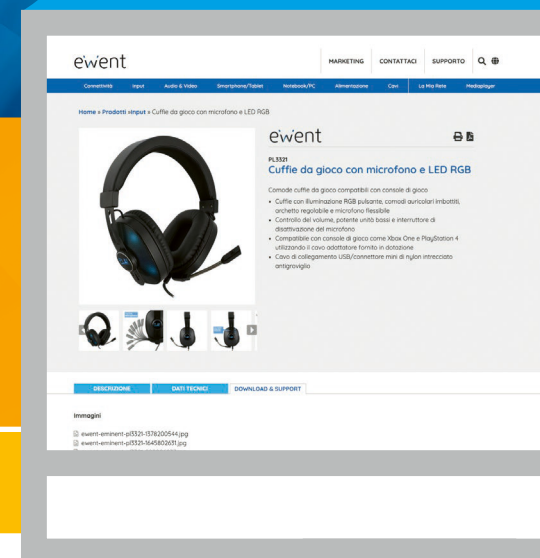 ewent
MARKETING CONTATTACI SUPPORTO
Connettività Input Audio & Video Smartphone/Tablet Notebook/PC Alimentazione Cavi La Mia Rete Mediaplayer
Home » Prodotti »Input » Cuffie da gioco con microfono e LED RGB
ewent
PL3321
Cuffie da gioco con microfono e LED RGB
Comode cuffie da gioco compatibili con console di gioco
• Cuffie con illuminazione RGB pulsante, comodi auricolari imbottiti,
archetto regolabile e microfono flessibile
• Controllo del volume, potente unità bassi e interruttore di
disattivazione del microfono
• Compatibile con console di gioco come Xbox One e PlayStation 4
utilizzando il cavo adattatore fornito in dotazione
• Cavo di collegamento USB/connettore mini di nylon intrecciato
antigroviglio
DESCRIZIONE DATI TECNICI DOWNLOAD & SUPPORT
Immagini
ewent-eminent-pl3321-1378200544.jpg
ewent-eminent-pl3321-1645802631.jpg